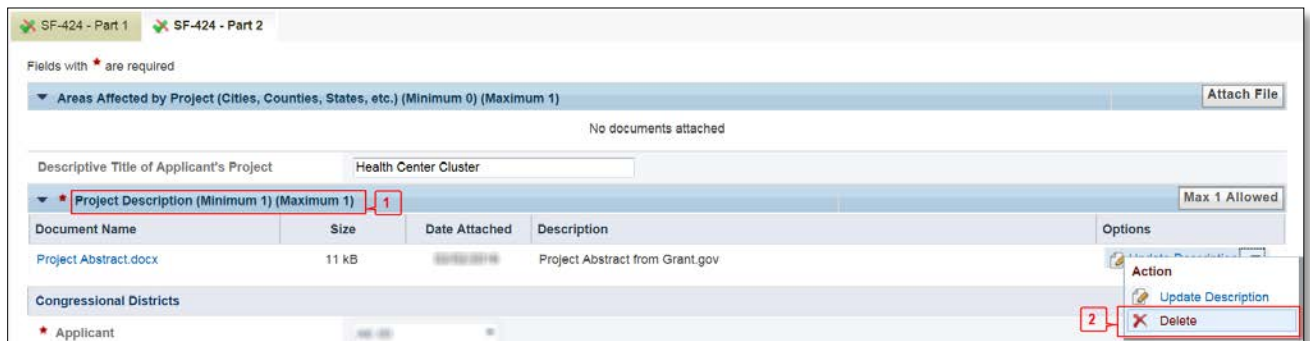 SF-424 - Part 1 SF-424 - Part 2
Fields with * are required
Areas Affected by Project (Cities, Counties, States, etc.) (Minimum 0) (Maximum 1) Attach File
No documents attached
Descriptive Title of Applicant's Project Health Center Cluster
* Project Description (Minimum 1) (Maximum 1) 1 Max 1 Allowed
Document Name Size Date Attached Description Options
Project Abstract.docx 11 kB Project Abstract from Grant.gov
Action
Congressional Districts Update Description
* Applicant 2 Delete